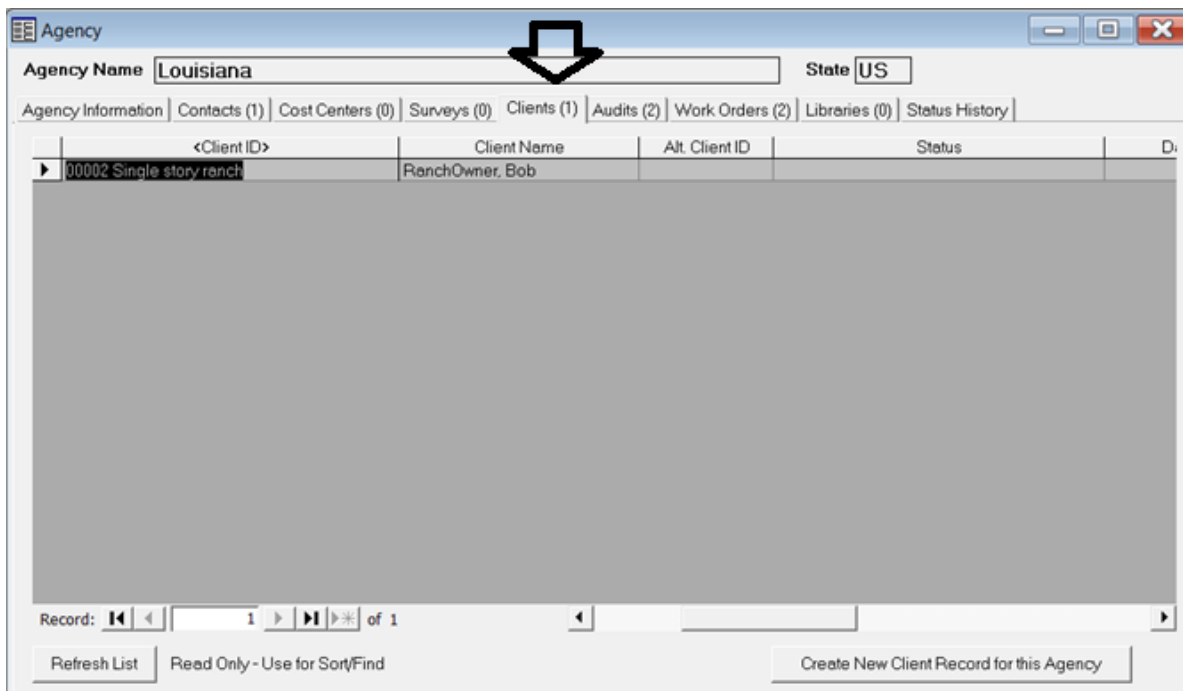 Agency
Agency Name Louisiana State US
Agency Information Contacts (1) Cost Centers (0) Surveys (0) Clients (1) Audits (2) Work Orders (2) Libraries (0) Status History
<Client ID> Client Name Alt. Client ID Status Da
00002 Single story ranch RanchOwner, Bob
Record: 1 of 1
Refresh List Read Only - Use for Sort/Find Create New Client Record for this Agency